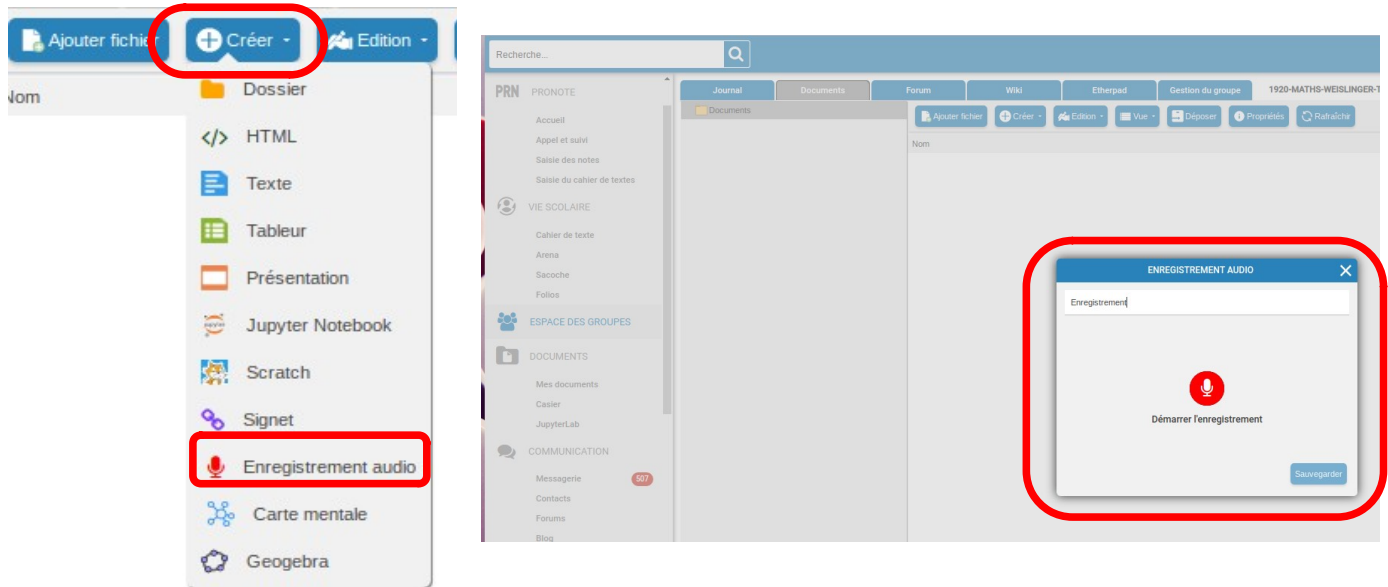 Ajouter fichier
Créer
Edition
Nom
Dossier
</> HTML
Texte
Tableur
Présentation
Jupyter Notebook
Scratch
Signet
Enregistrement audio
Carte mentale
Geogebra
Recherche...
PRN PRONOTE
Accueil
Appel et suivi
Saisie des notes
Saisie du cahier de textes
VIE SCOLAIRE
Cahier de texte
Arena
Sacoche
Folios
ESPACE DES GROUPES
DOCUMENTS
Mes documents
Casier
JupyterLab
COMMUNICATION
Messagerie 507
Contacts
Forums
Blog
Journal Documents Forum Wiki Etherpad Gestion du groupe 1920-MATHS-WEISLINGER-T
Documents
Ajouter fichier Créer Edition Vue Déposer Propriétés Rafraîchir
Nom
ENREGISTREMENT AUDIO
Enregistrement
Démarrer l'enregistrement
Sauvegarder